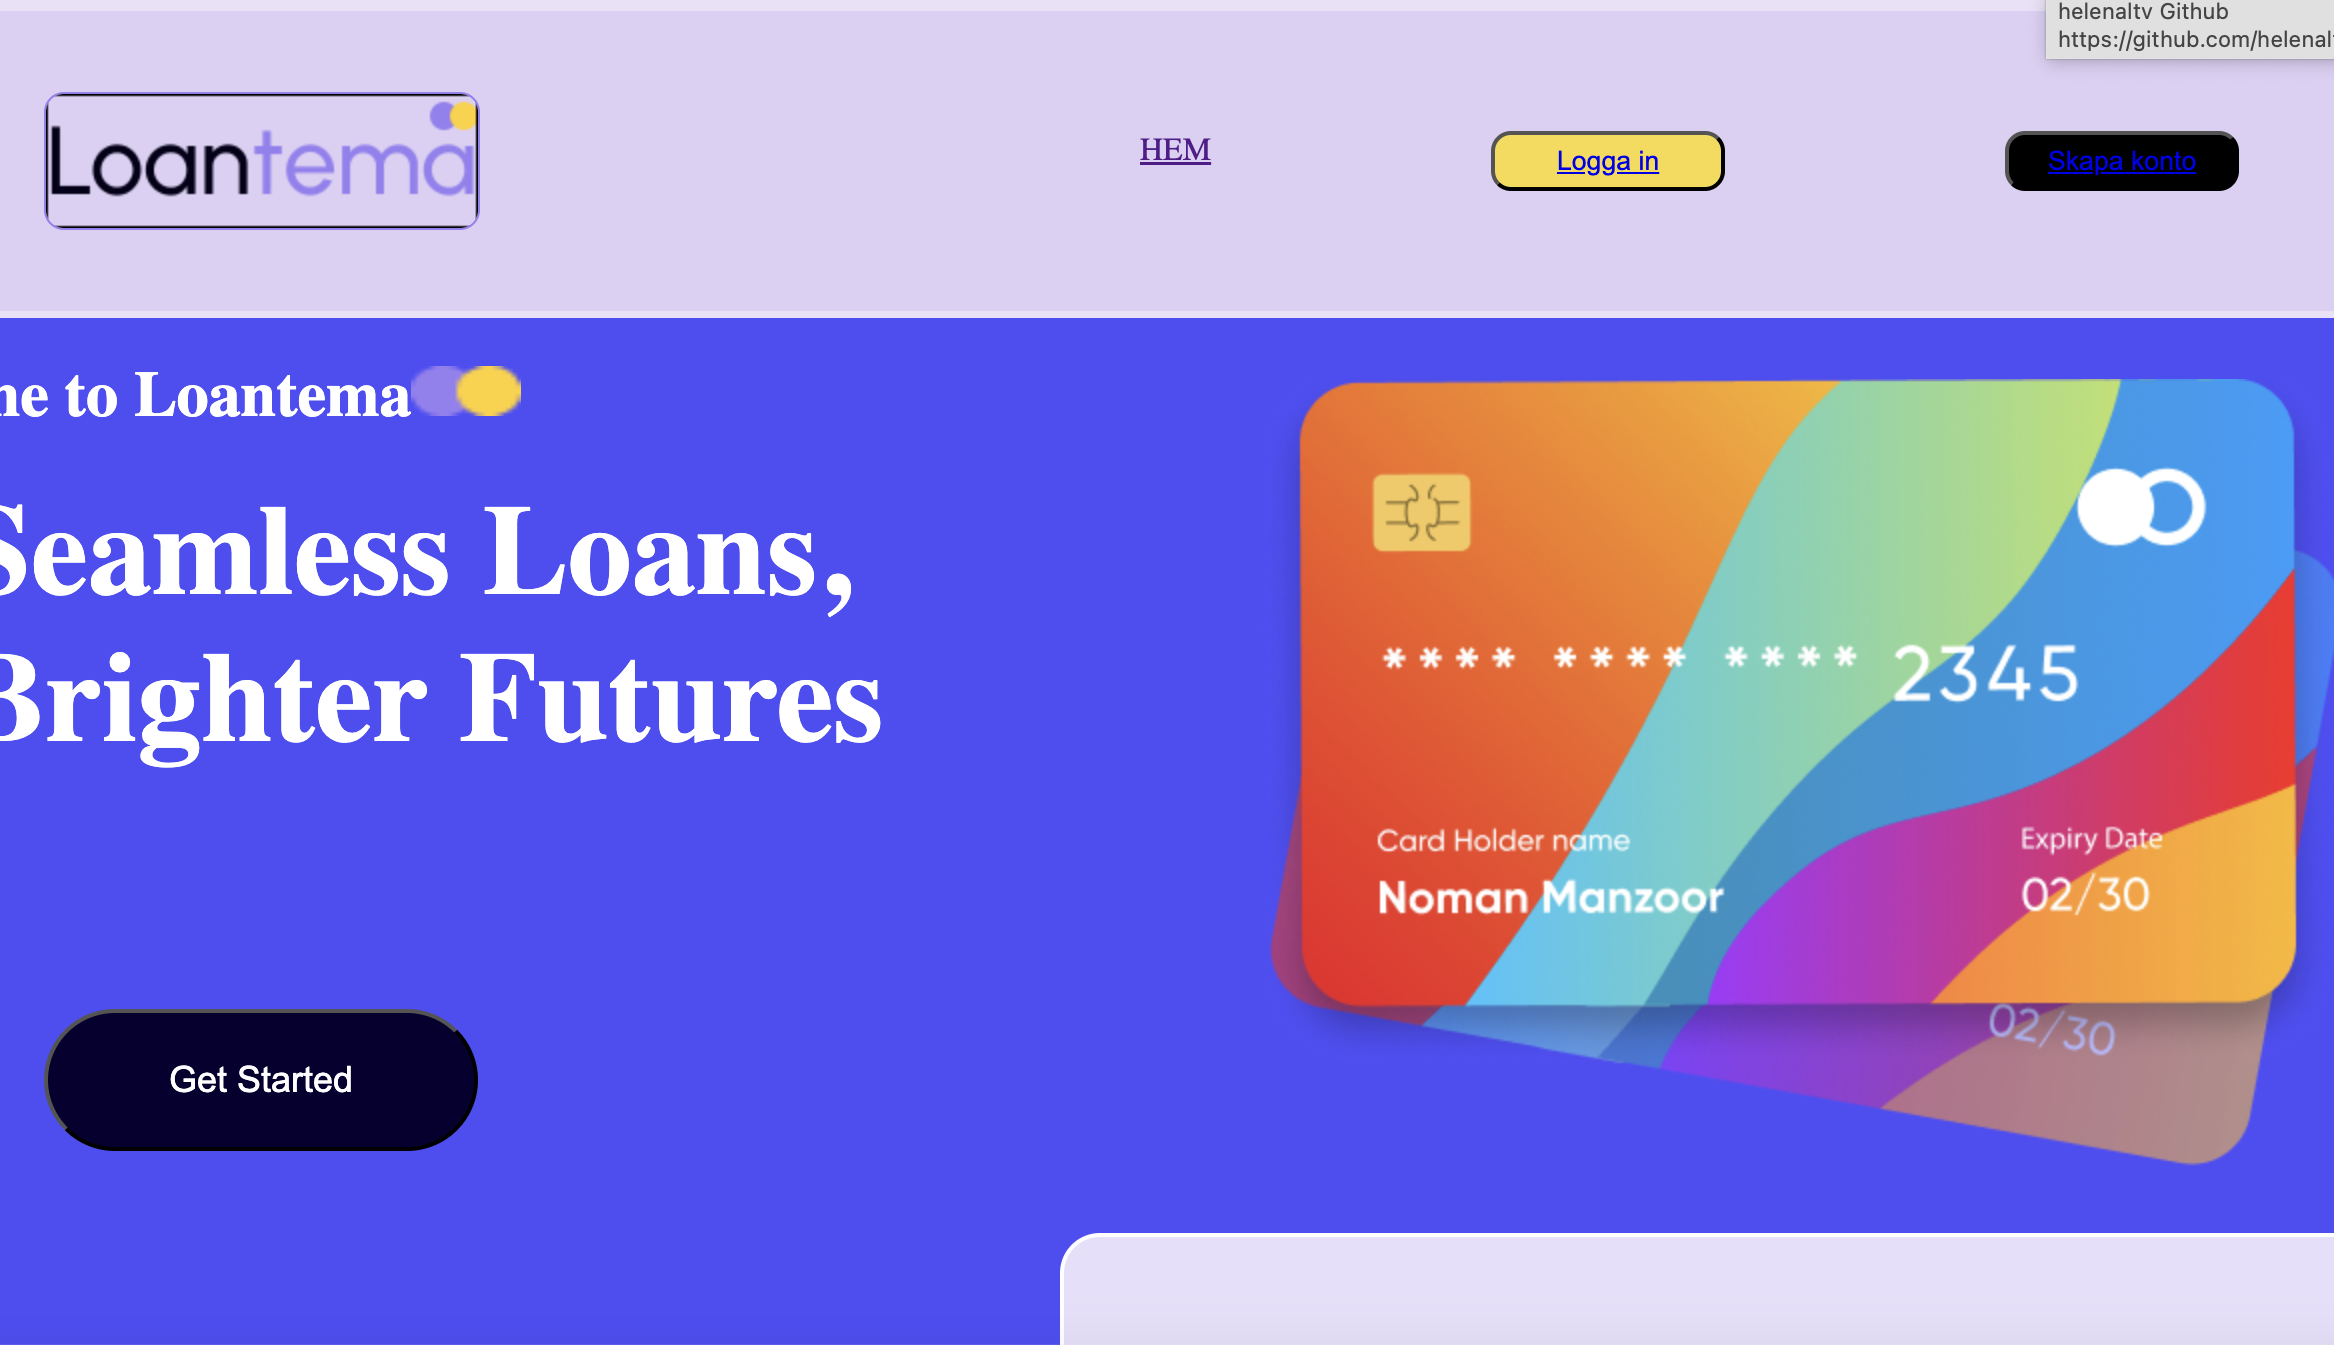 helenaltv Github
https://github.com/helenal
Loantema
HEM
Logga in
Skapa konto
me to Loantema
Seamless Loans,
Brighter Futures
**** **** **** 2345
Card Holder name
Expiry Date
Noman Manzoor
02/30
02/30
Get Started